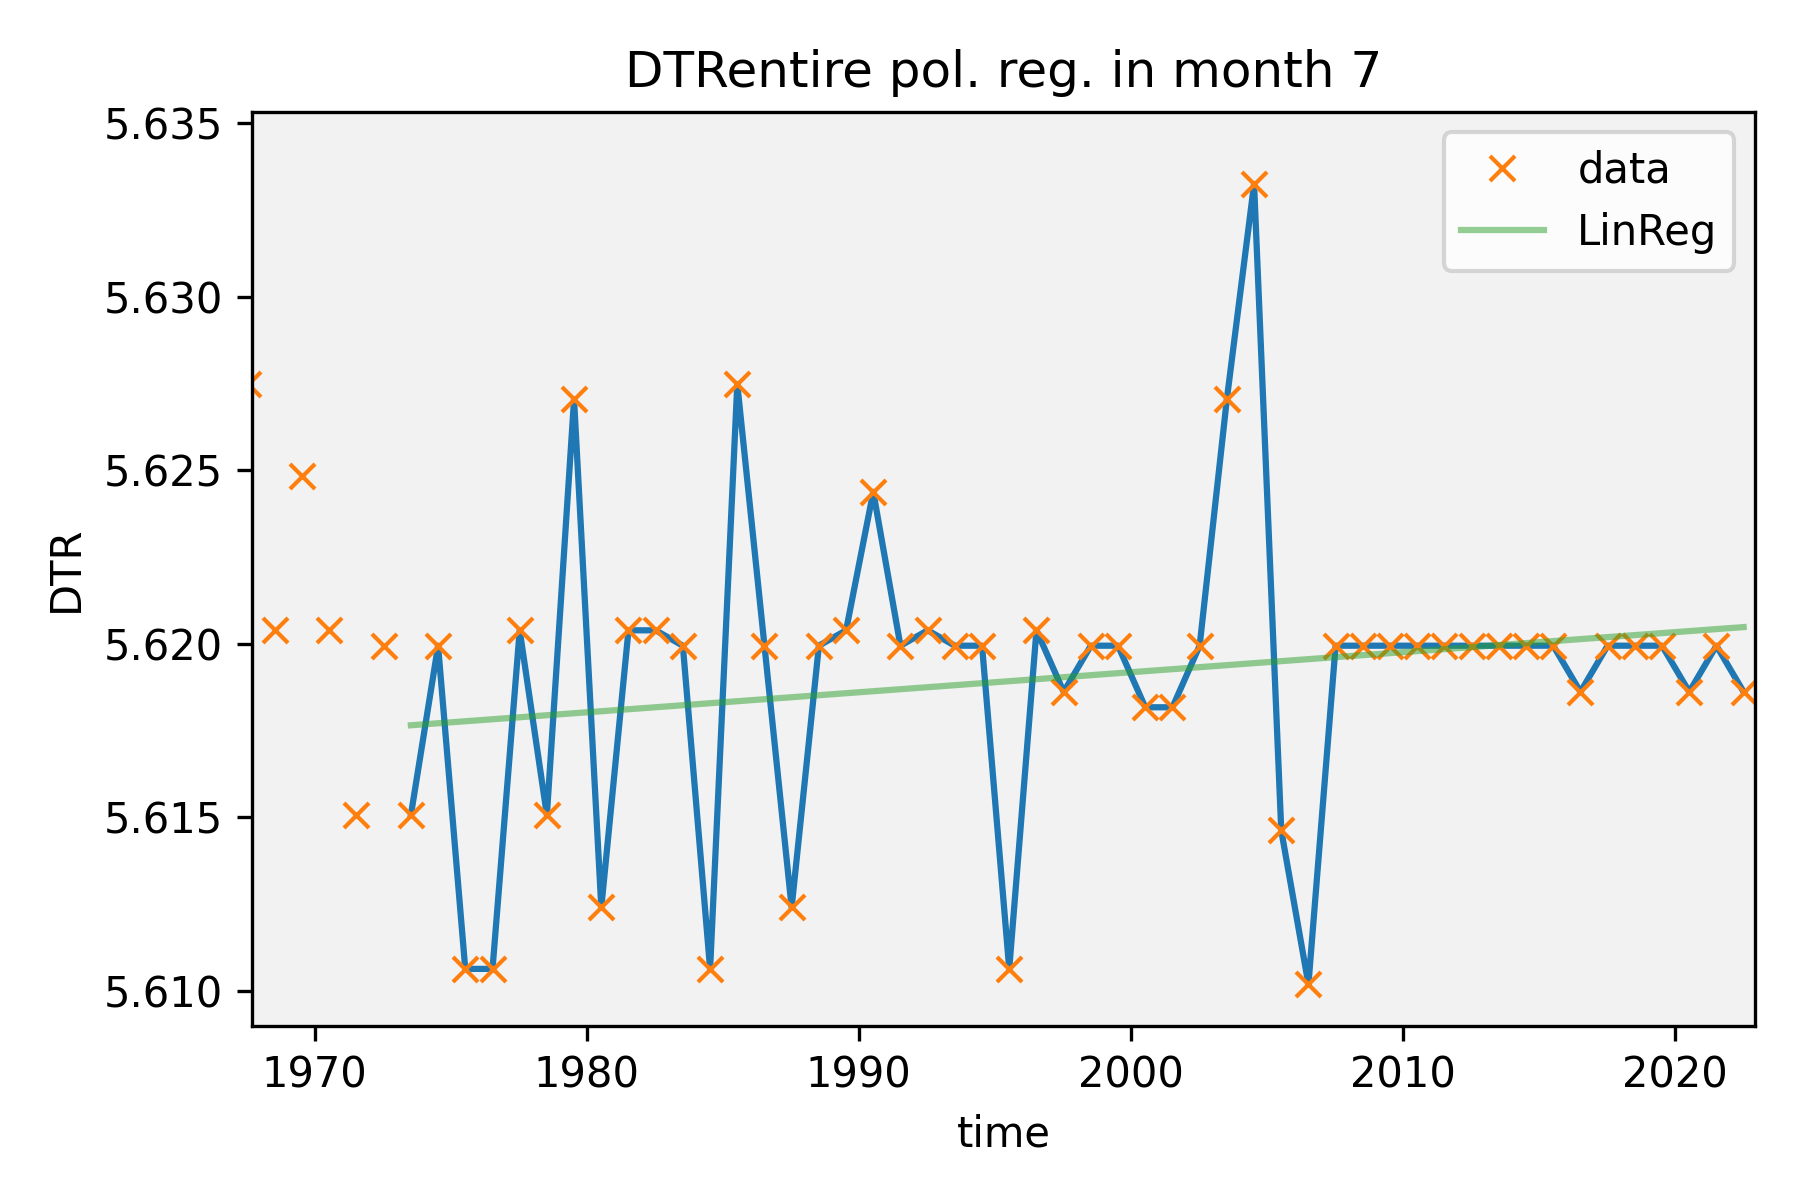 DTRentire pol. reg. in month 7
5.635
5.630
5.625
5.620
5.615
5.610
DTR
data
LinReg
1970 1980 1990 2000 2010 2020
time